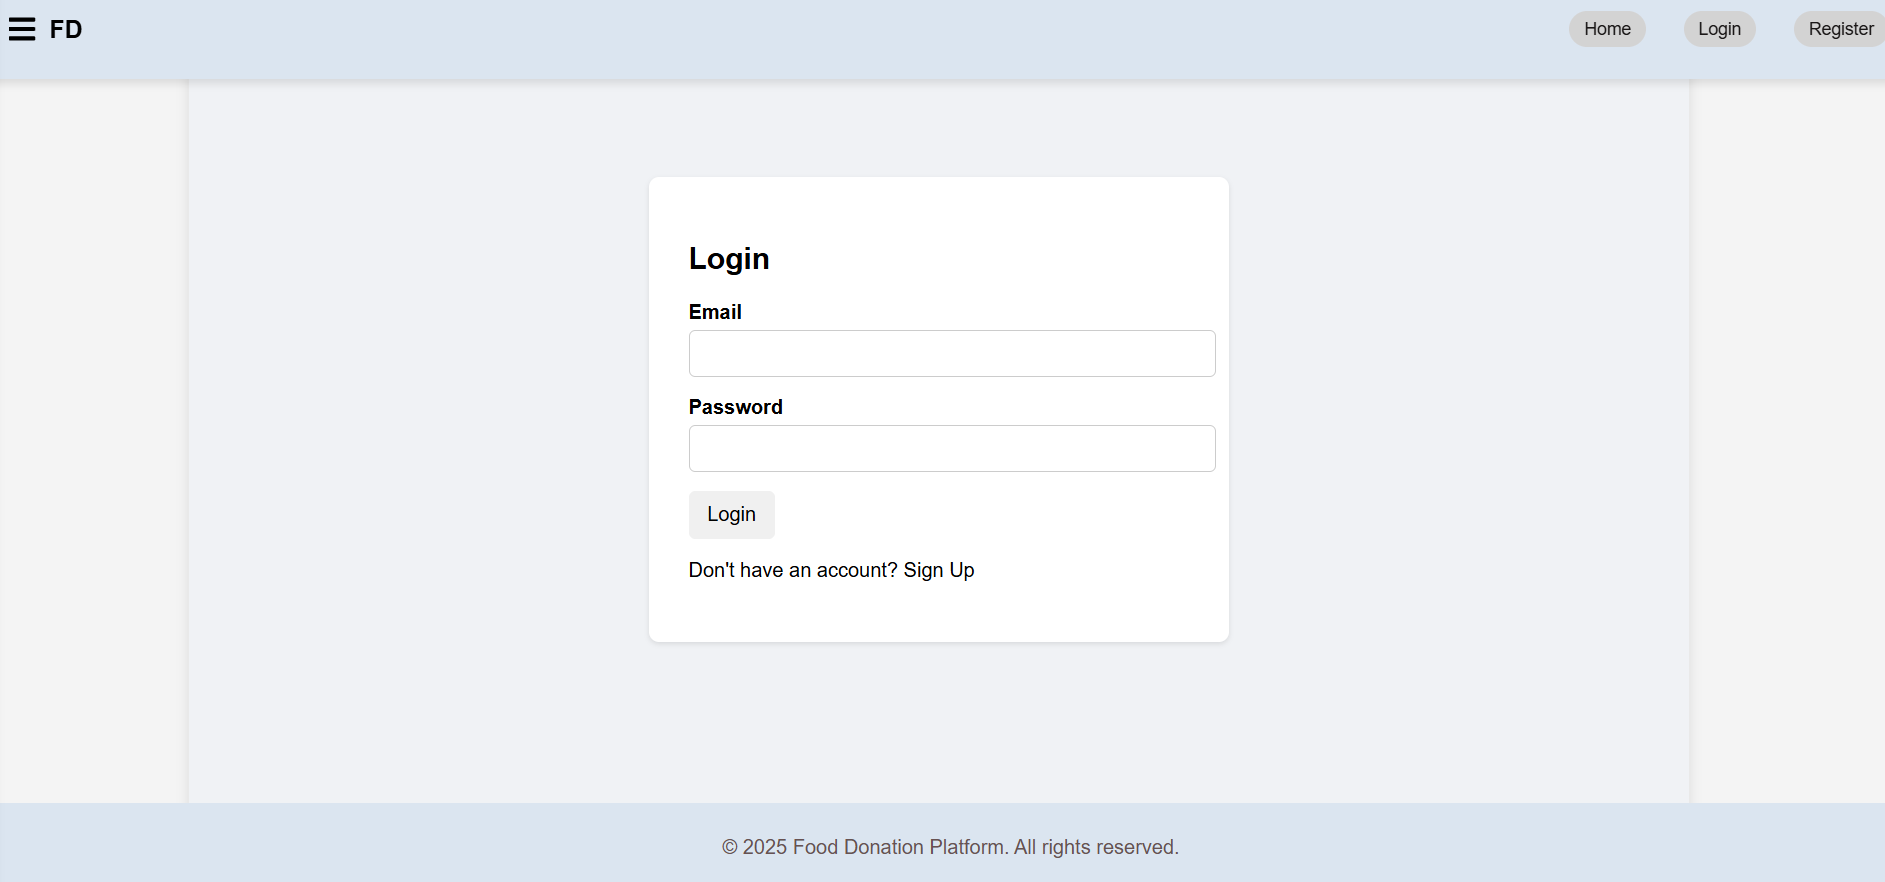 FD
Home
Login
Register
Login
Email
Password
Login
Don't have an account? Sign Up
© 2025 Food Donation Platform. All rights reserved.